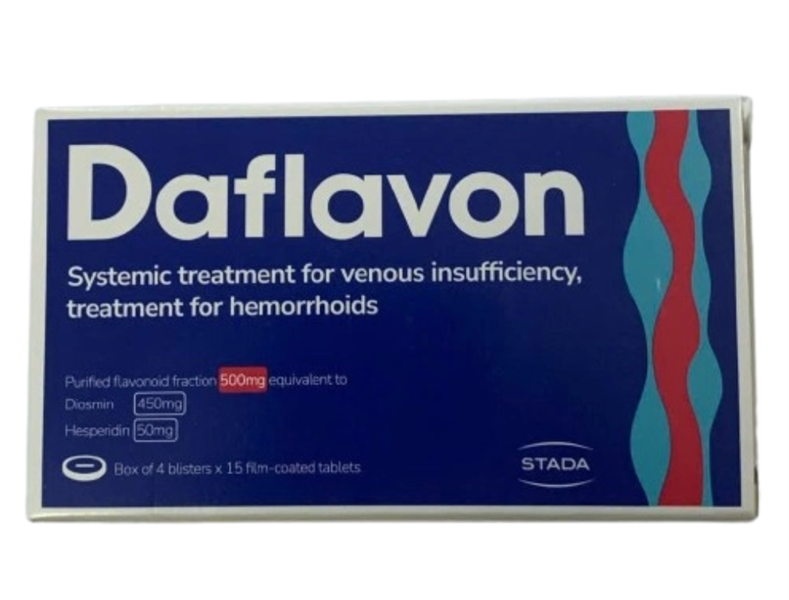 Daflavon
Systemic treatment for venous insufficiency,
treatment for hemorrhoids
Purified flavonoid fraction 500mg equivalent to
Diosmin 450mg
Hesperidin 50mg
Box of 4 blisters x 15 film-coated tablets
STADA